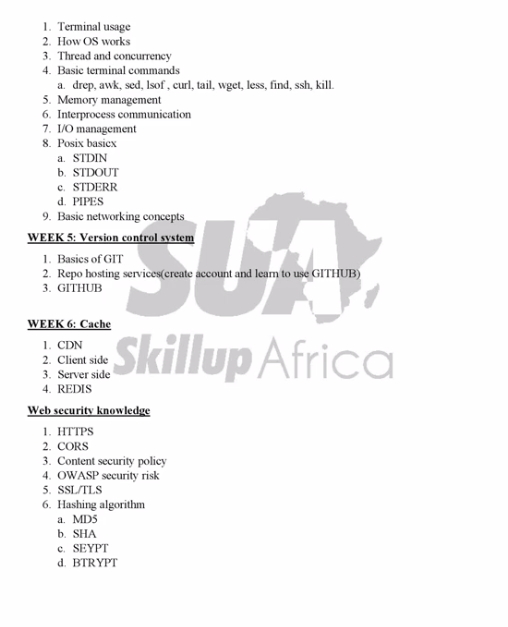 1. Terminal usage
2. How OS works
3. Thread and concurrency
4. Basic terminal commands
a. drep, awk, sed, lsof , curl, tail, wget, less, find, ssh, kill.
5. Memory management
6. Interprocess communication
7. I/O management
8. Posix basicx
a. STDIN
b. STDOUT
c. STDERR
d. PIPES
9. Basic networking concepts
WEEK 5: Version control system
1. Basics of GIT
2. Repo hosting services(create account and learn to use GITHUB)
3. GITHUB
SUA
WEEK 6: Cache
1. CDN
2. Client side
3. Server side
4. REDIS
Skillup Africa
Web security knowledge
1. HTTPS
2. CORS
3. Content security policy
4. OWASP security risk
5. SSL/TLS
6. Hashing algorithm
a. MD5
b. SHA
c. SEYPT
d. BTRYPT